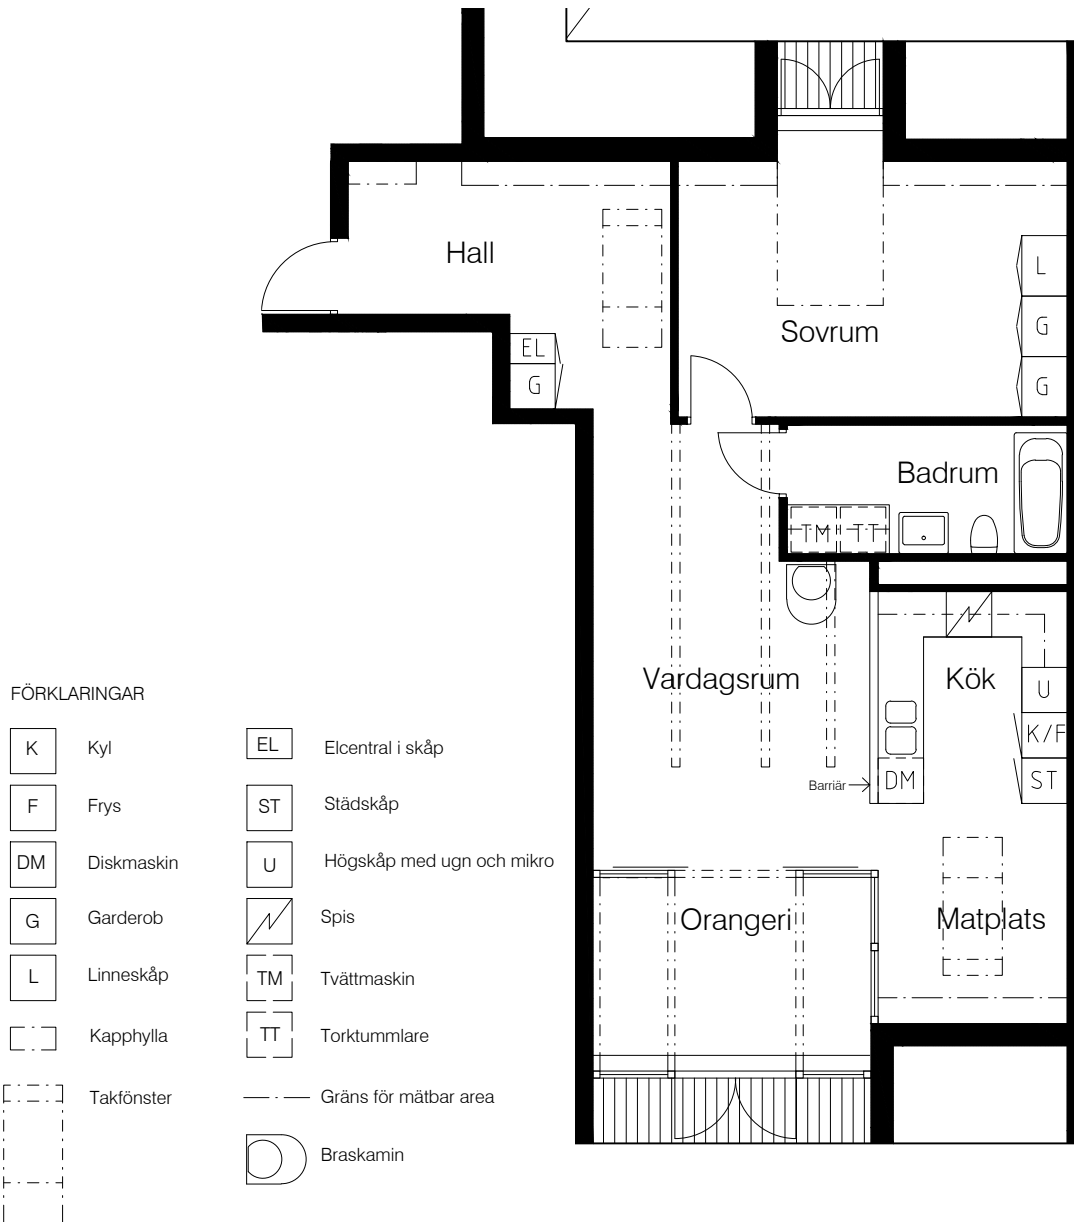 Hall
EL
G
Sovrum
L
G
G
Badrum
TM
TT
Vardagsrum
Kök
U
K/F
ST
DM
Barriär
Orangeri
Matplats
FÖRKLARINGAR
K Kyl
F Frys
DM Diskmaskin
G Garderob
L Linneskåp
Kapphylla
Takfönster
EL Elcentral i skåp
ST Städskåp
U Högskåp med ugn och mikro
Spis
TM Tvättmaskin
TT Torktummlare
Gräns för mätbar area
Braskamin